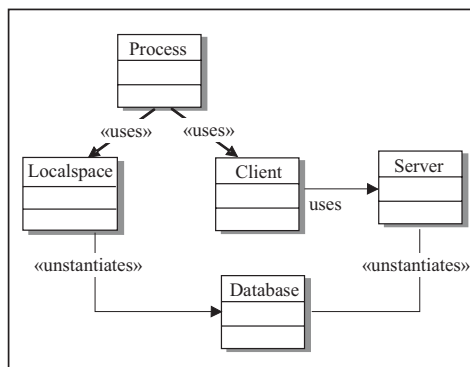 Process
«uses» «uses»
Localspace
Client
Server
uses
«unstantiates»
«unstantiates»
Database